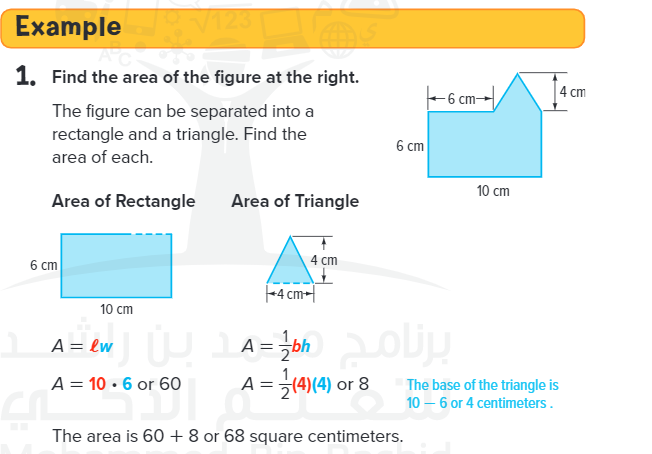 Example
1. Find the area of the figure at the right.
The figure can be separated into a
rectangle and a triangle. Find the
area of each.
6 cm
4 cm
6 cm
10 cm
Area of Rectangle
Area of Triangle
6 cm
10 cm
4 cm
4 cm
A = ℓw
A = 1/2 bh
A = 10 • 6 or 60
A = 1/2 (4)(4) or 8
The base of the triangle is
10 − 6 or 4 centimeters .
The area is 60 + 8 or 68 square centimeters.